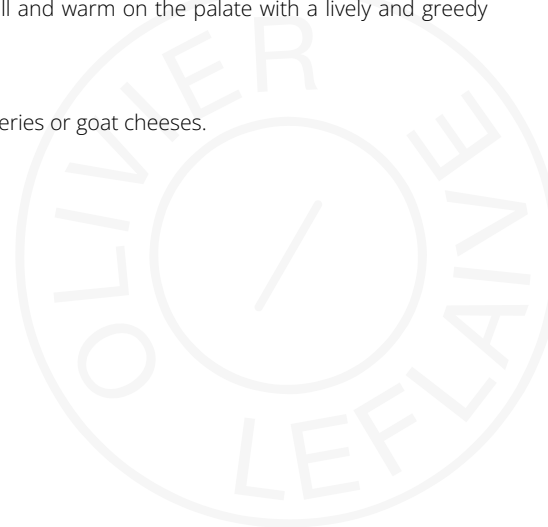 ll and warm on the palate with a lively and greedy
eries or goat cheeses.
OLIVIER
LEFLAIVE